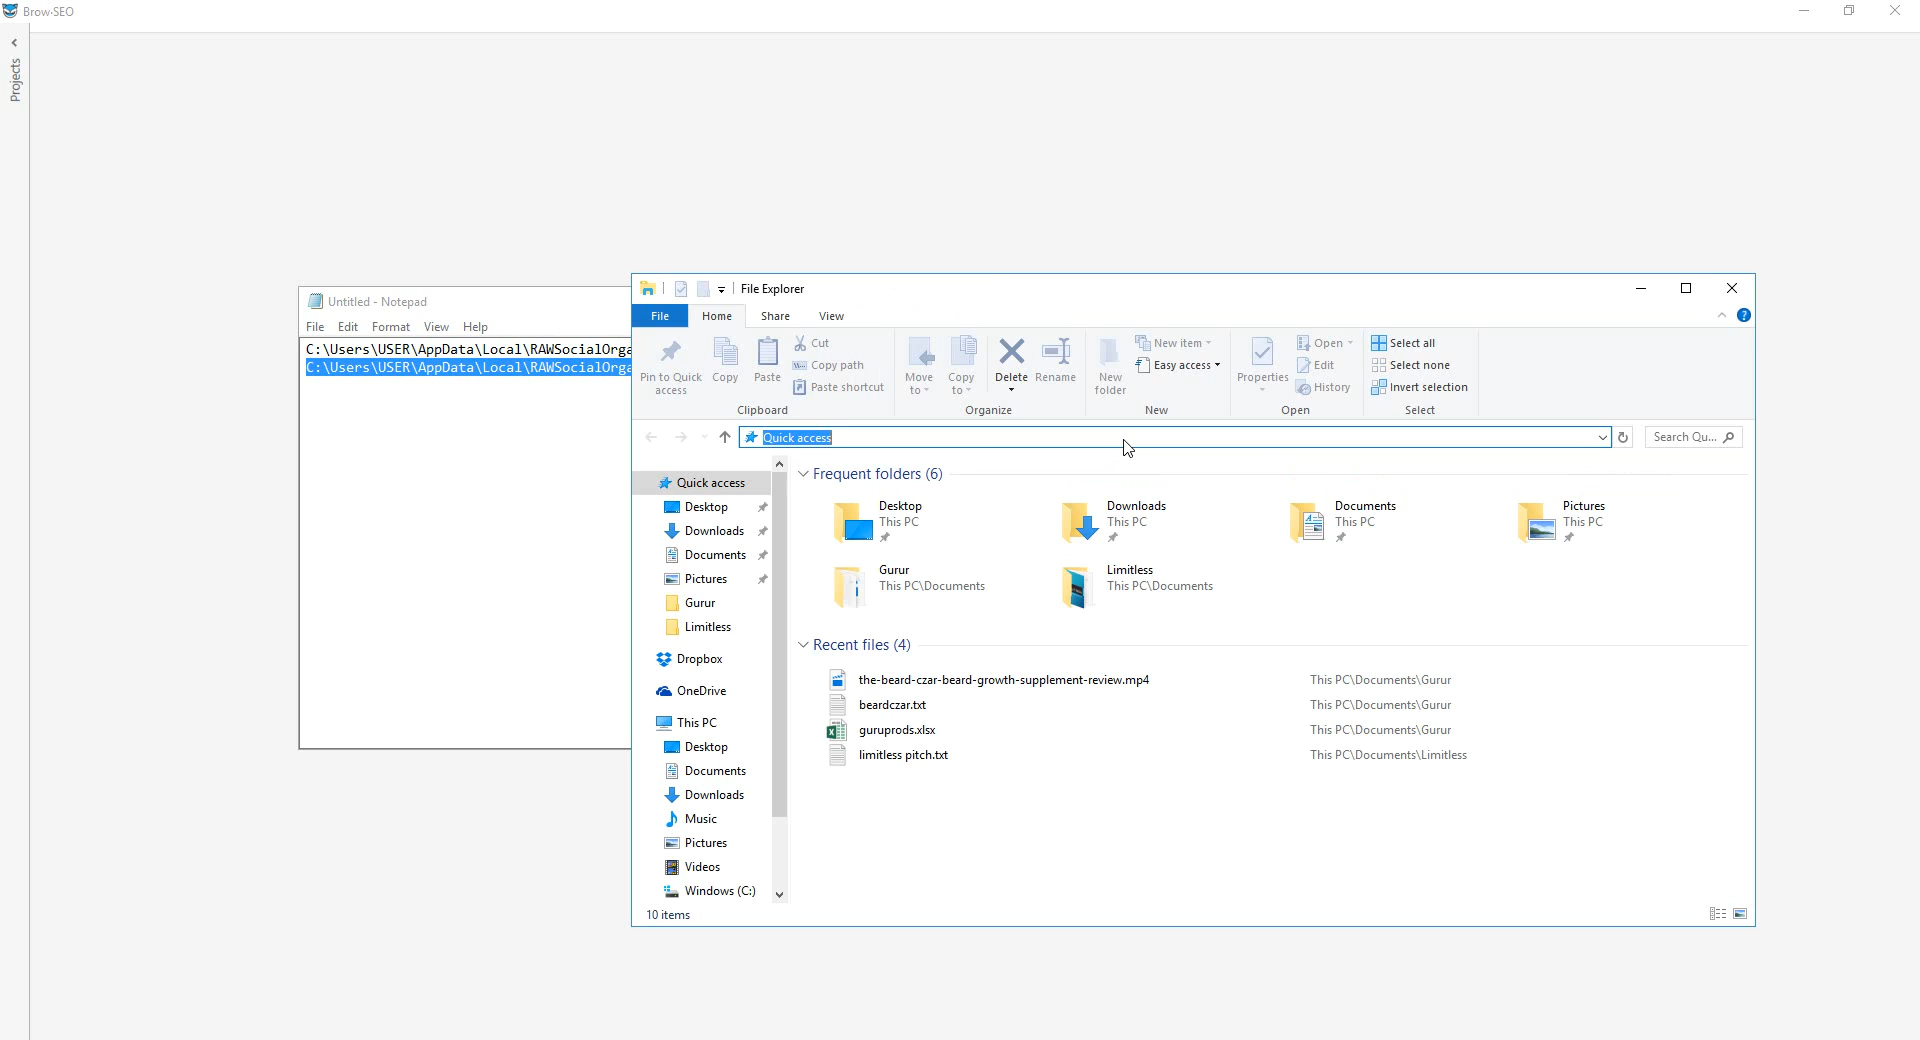 Brow·SEO
Projects
Untitled - Notepad
File Edit Format View Help
C:\Users\USER\AppData\Local\RAWSocialOrga
C:\Users\USER\AppData\Local\RAWSocialOrga
File Explorer
File Home Share View
Pin to Quick access
Copy
Paste
Cut
Copy path
Paste shortcut
Clipboard
Move to
Copy to
Delete
Rename
Organize
New folder
New item
Easy access
New
Properties
Open
Edit
History
Open
Select all
Select none
Invert selection
Select
Quick access
Search Qu...
Quick access
Desktop
Downloads
Documents
Pictures
Gurur
Limitless
Dropbox
OneDrive
This PC
Desktop
Documents
Downloads
Music
Pictures
Videos
Windows (C:)
Frequent folders (6)
Desktop
This PC
Downloads
This PC
Documents
This PC
Pictures
This PC
Gurur
This PC\Documents
Limitless
This PC\Documents
Recent files (4)
the-beard-czar-beard-growth-supplement-review.mp4 This PC\Documents\Gurur
beardczar.txt This PC\Documents\Gurur
guruprods.xlsx This PC\Documents\Gurur
limitless pitch.txt This PC\Documents\Limitless
10 items